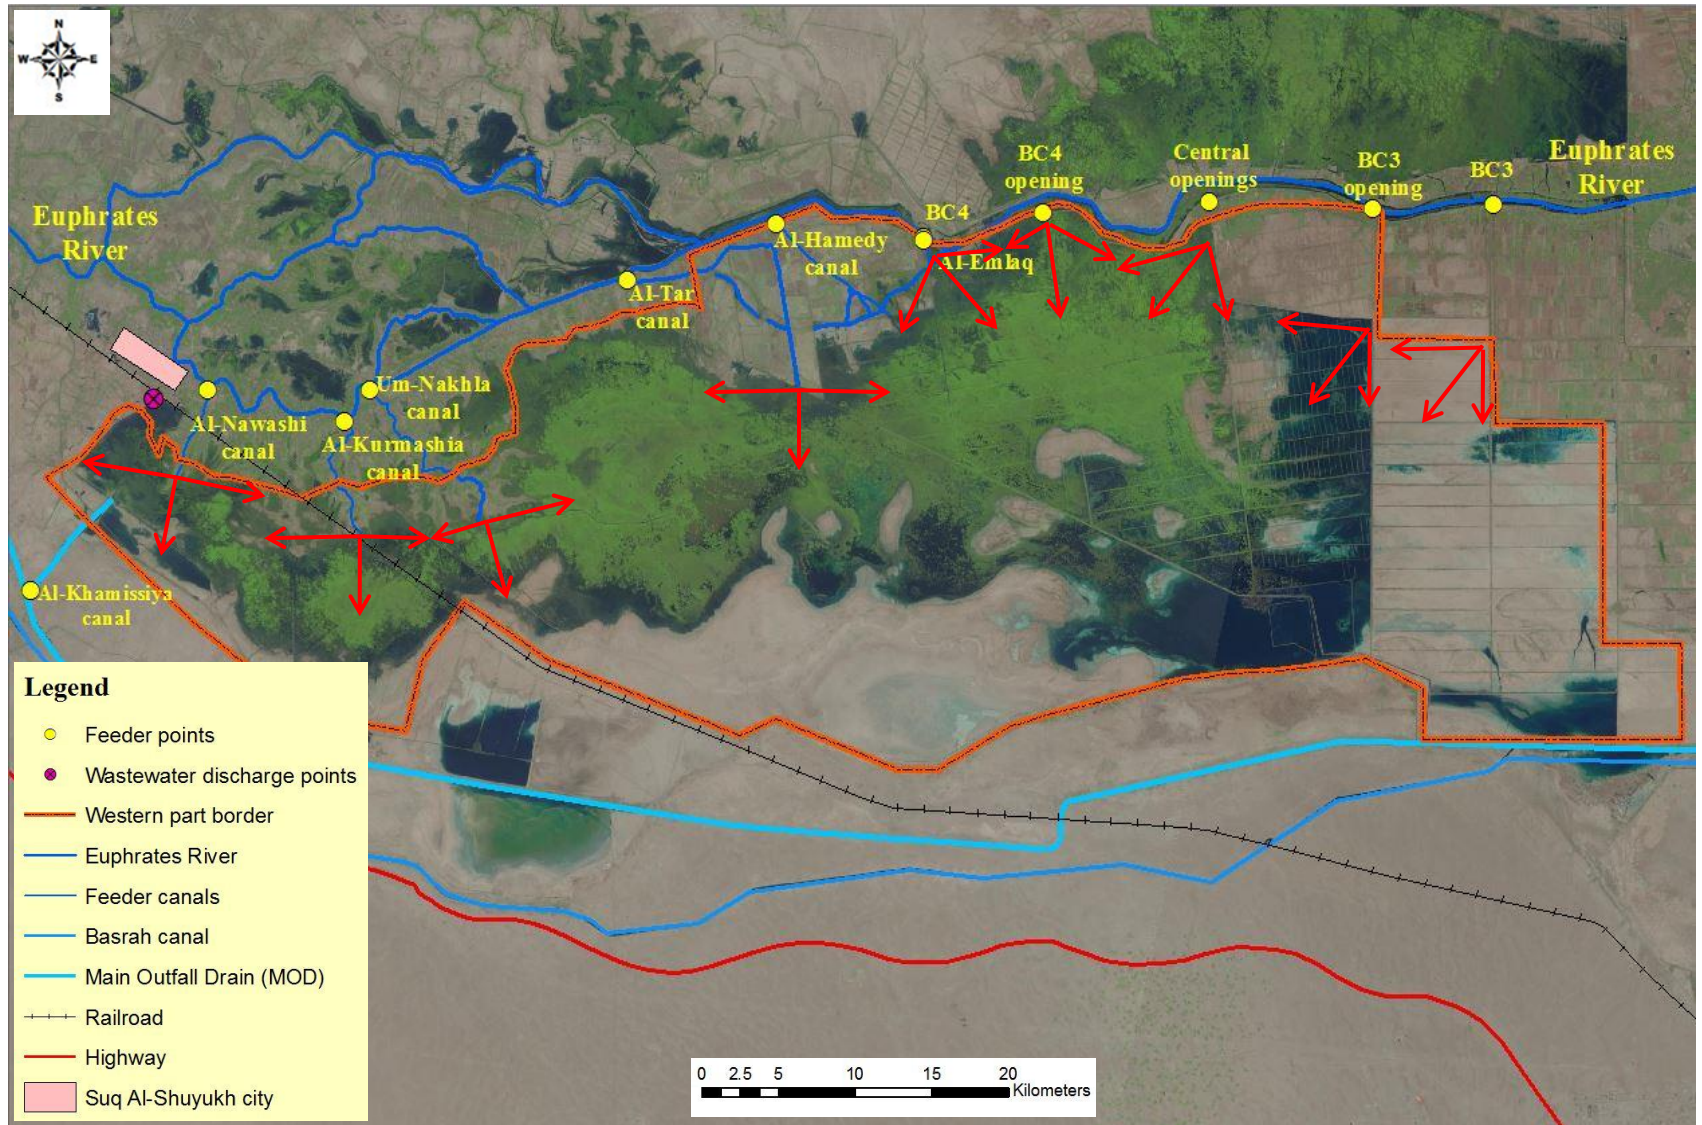 N
W E
S
BC4
opening
Central
openings
BC3
opening
BC3
Euphrates
River
Euphrates
River
BC4
Al-Hamedy
canal
Al-Emlaq
Al-Tar
canal
Um-Nakhla
canal
Al-Nawashi
canal
Al-Kurmashia
canal
Al-Khamissiya
canal
Legend
Feeder points
Wastewater discharge points
Western part border
Euphrates River
Feeder canals
Basrah canal
Main Outfall Drain (MOD)
Railroad
Highway
Suq Al-Shuyukh city
0 2.5 5 10 15 20
Kilometers